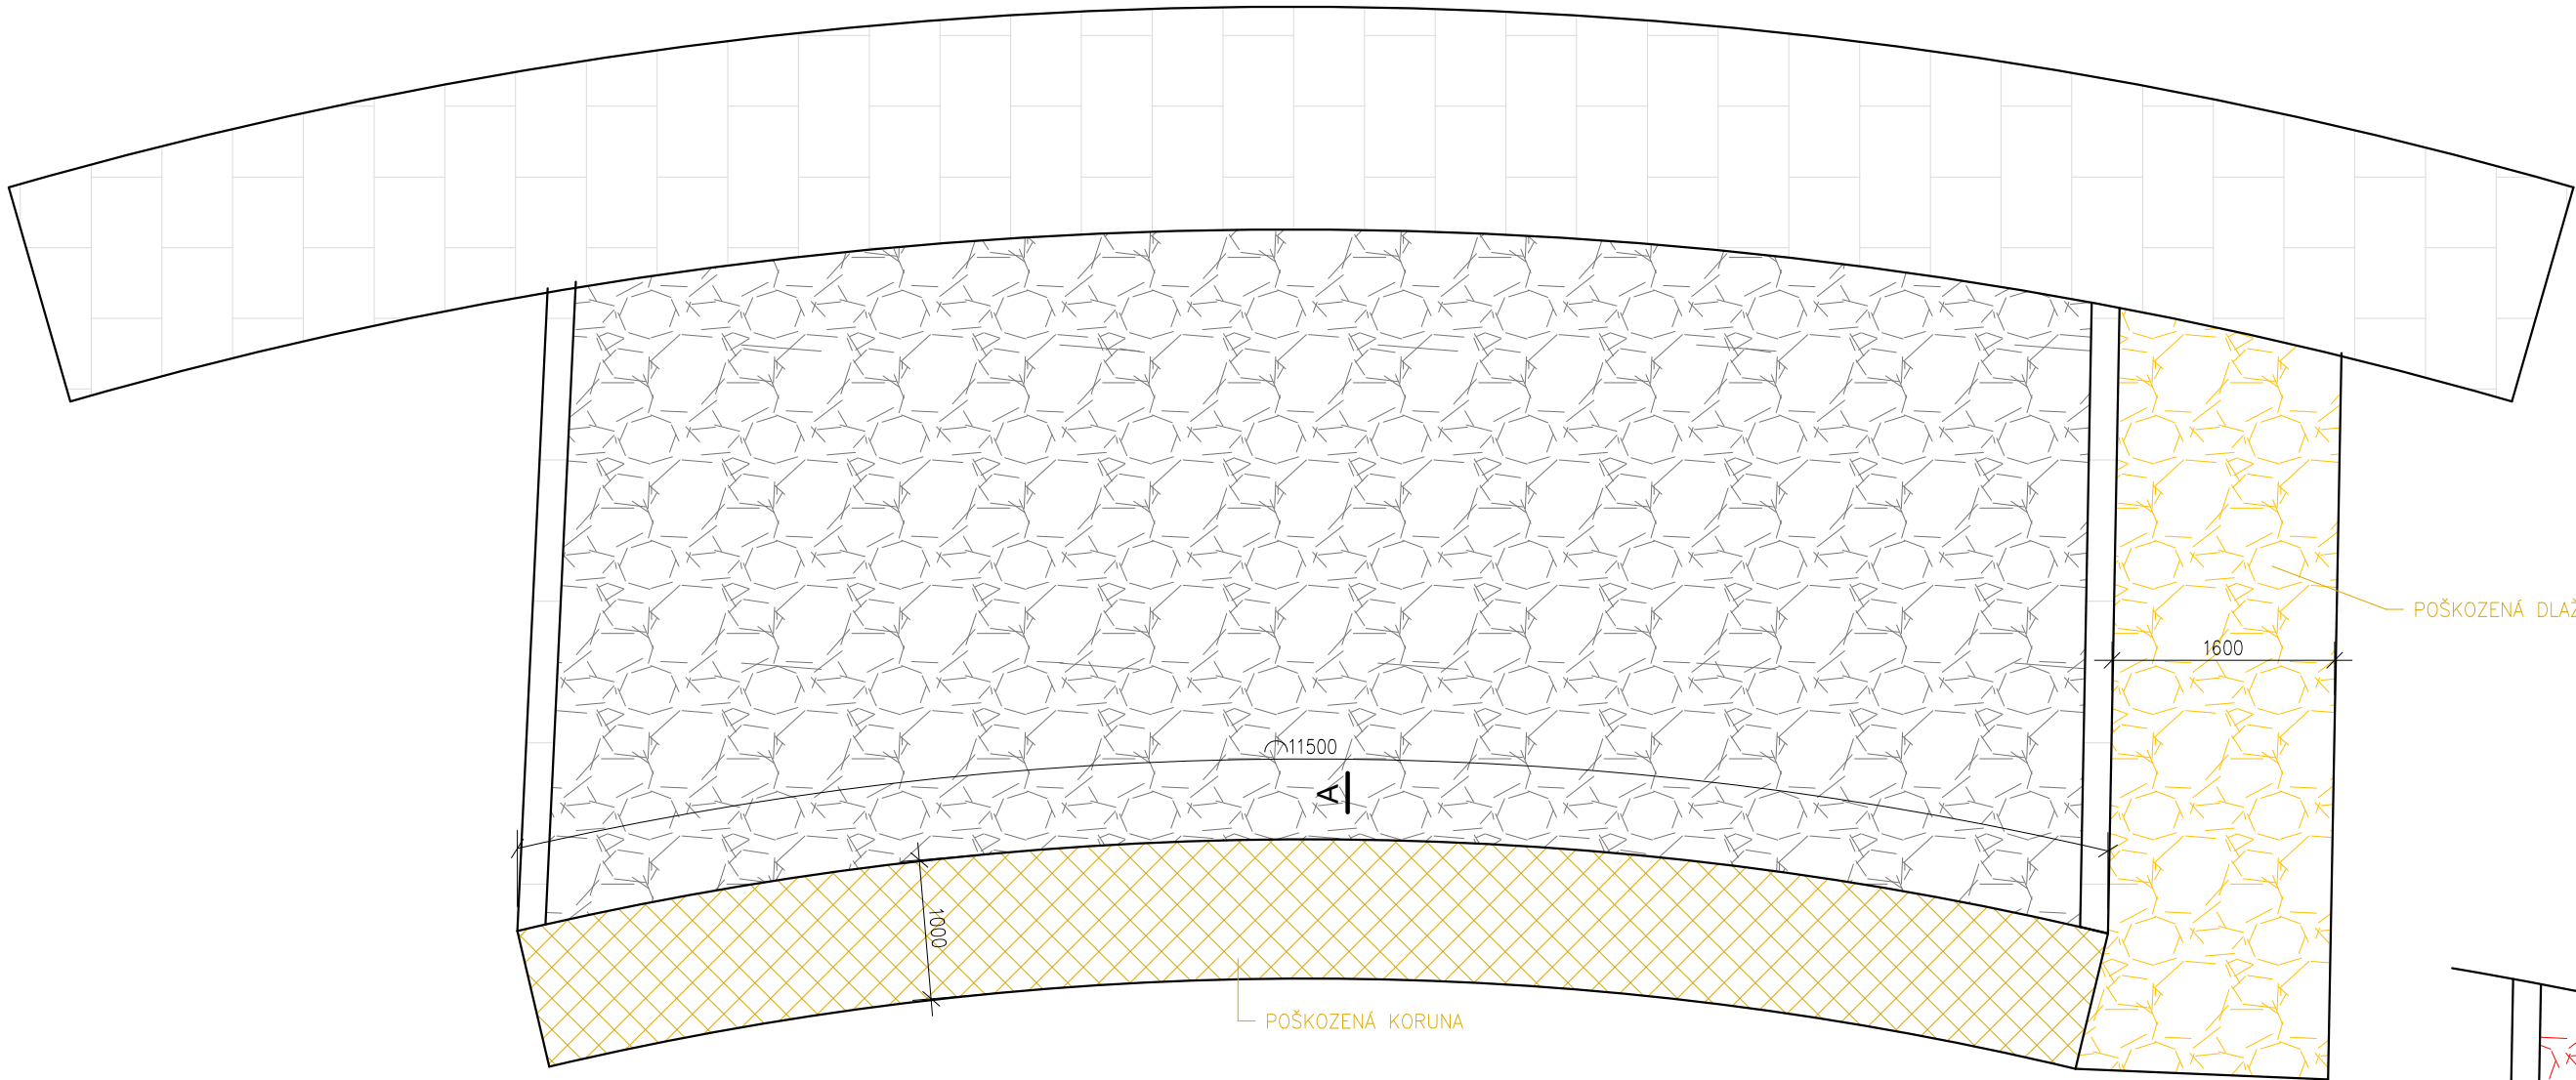 POŠKOZENÁ DLAŽ
1600
11500
A
1000
POŠKOZENÁ KORUNA